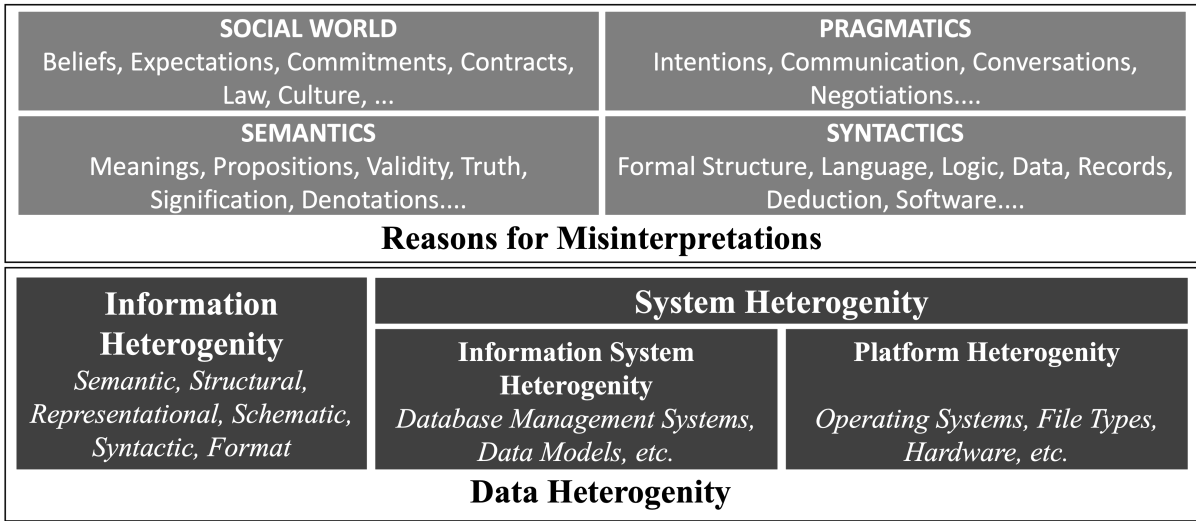 SOCIAL WORLD
Beliefs, Expectations, Commitments, Contracts,
Law, Culture, ...
PRAGMATICS
Intentions, Communication, Conversations,
Negotiations....
SEMANTICS
Meanings, Propositions, Validity, Truth,
Signification, Denotations....
SYNTACTICS
Formal Structure, Language, Logic, Data, Records,
Deduction, Software....
Reasons for Misinterpretations
Information
Heterogenity
Semantic, Structural,
Representational, Schematic,
Syntactic, Format
System Heterogenity
Information System
Heterogenity
Database Management Systems,
Data Models, etc.
Platform Heterogenity
Operating Systems, File Types,
Hardware, etc.
Data Heterogenity